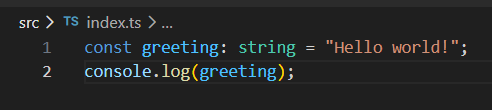 src > TS index.ts > ...
1 const greeting: string = "Hello world!";
2 console.log(greeting);